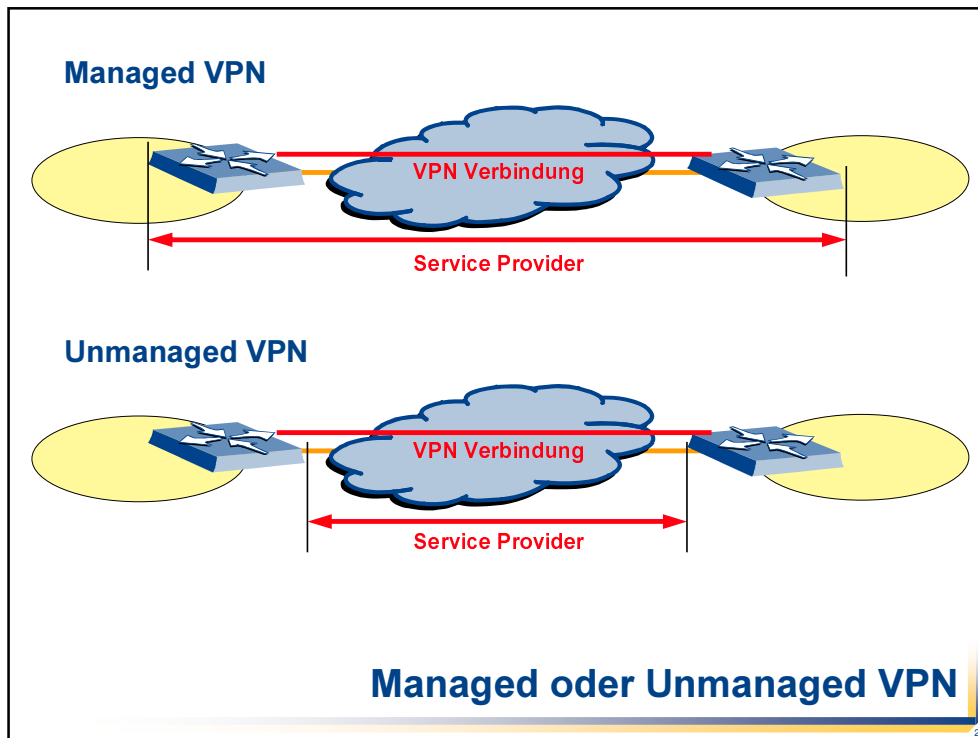 Managed VPN
VPN Verbindung
Service Provider
Unmanaged VPN
VPN Verbindung
Service Provider
Managed oder Unmanaged VPN